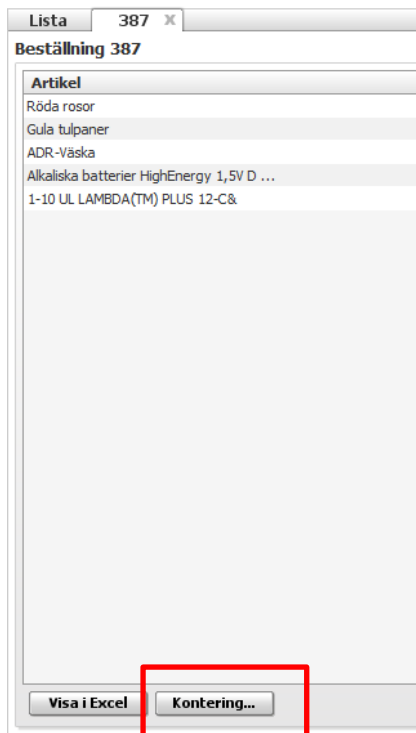 Lista 387 X
Beställning 387
Artikel
Röda rosor
Gula tulpaner
ADR-Väska
Alkaliska batterier HighEnergy 1,5V D ...
1-10 UL LAMBDA(TM) PLUS 12-C&
Visa i Excel Kontering...